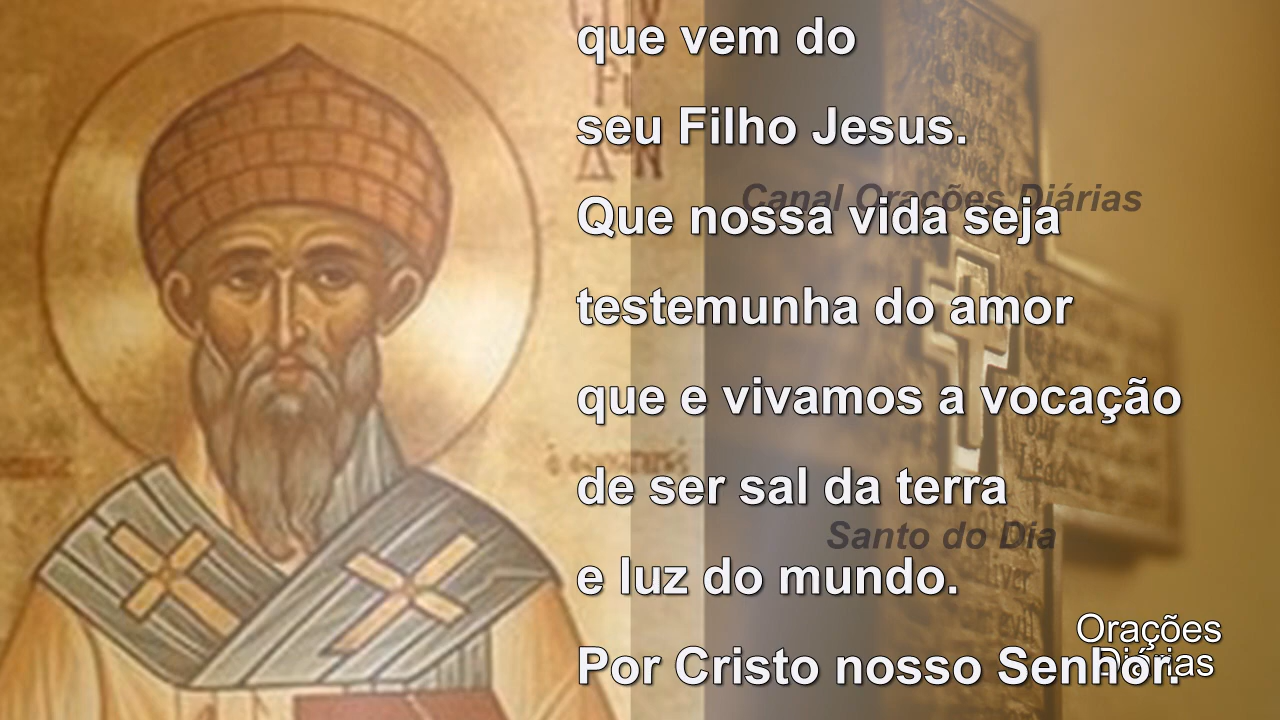 que vem do
seu Filho Jesus.
Canal Orações Diárias
Que nossa vida seja
testemunha do amor
que e vivamos a vocação
de ser sal da terra
Santo do Dia
e luz do mundo.
Orações
Diárias
Por Cristo nosso Senhor.